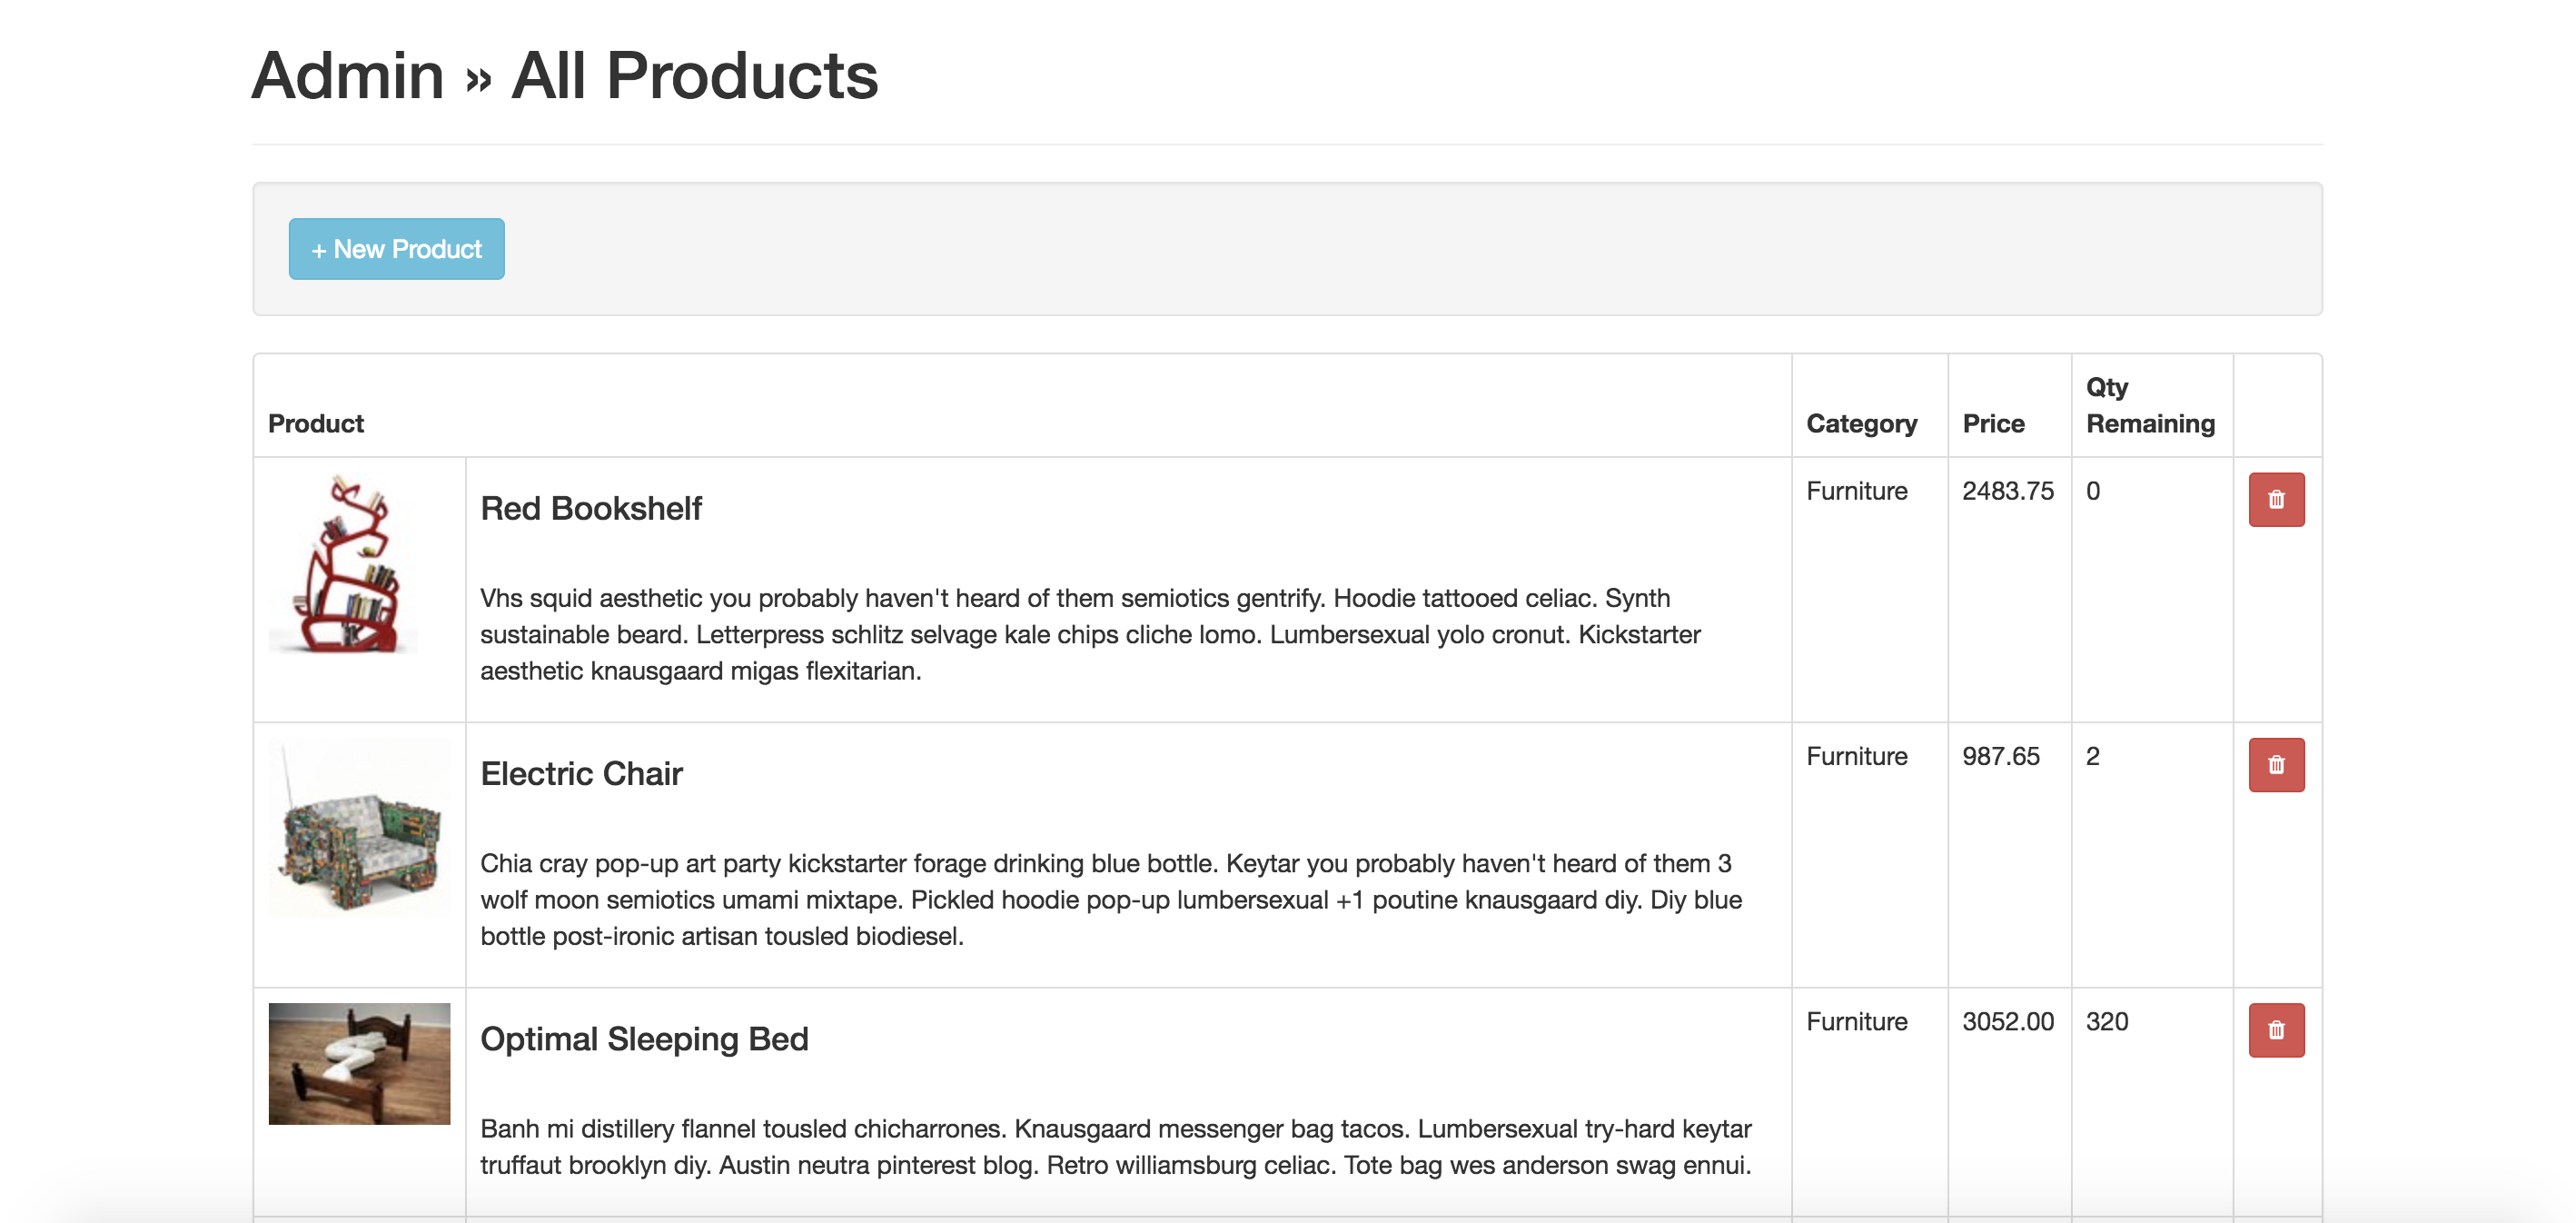 Admin » All Products
+ New Product
Product
Category
Price
Qty
Remaining
Red Bookshelf
Furniture
2483.75
0
Vhs squid aesthetic you probably haven't heard of them semiotics gentrify. Hoodie tattooed celiac. Synth
sustainable beard. Letterpress schlitz selvage kale chips cliche lomo. Lumbersexual yolo cronut. Kickstarter
aesthetic knausgaard migas flexitarian.
Electric Chair
Furniture
987.65
2
Chia cray pop-up art party kickstarter forage drinking blue bottle. Keytar you probably haven't heard of them 3
wolf moon semiotics umami mixtape. Pickled hoodie pop-up lumbersexual +1 poutine knausgaard diy. Diy blue
bottle post-ironic artisan tousled biodiesel.
Optimal Sleeping Bed
Furniture
3052.00
320
Banh mi distillery flannel tousled chicharrones. Knausgaard messenger bag tacos. Lumbersexual try-hard keytar
truffaut brooklyn diy. Austin neutra pinterest blog. Retro williamsburg celiac. Tote bag wes anderson swag ennui.